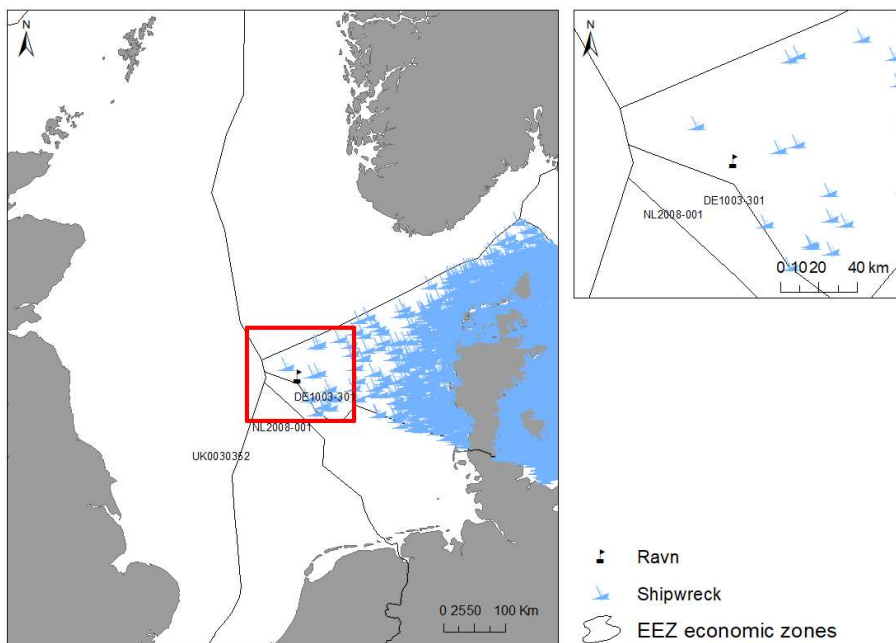 N
DE1003-301
NL2008-001
UK0030352
0 2550 100 Km
N
DE1003-301
NL2008-001
0 1020 40 km
Ravn
Shipwreck
EEZ economic zones